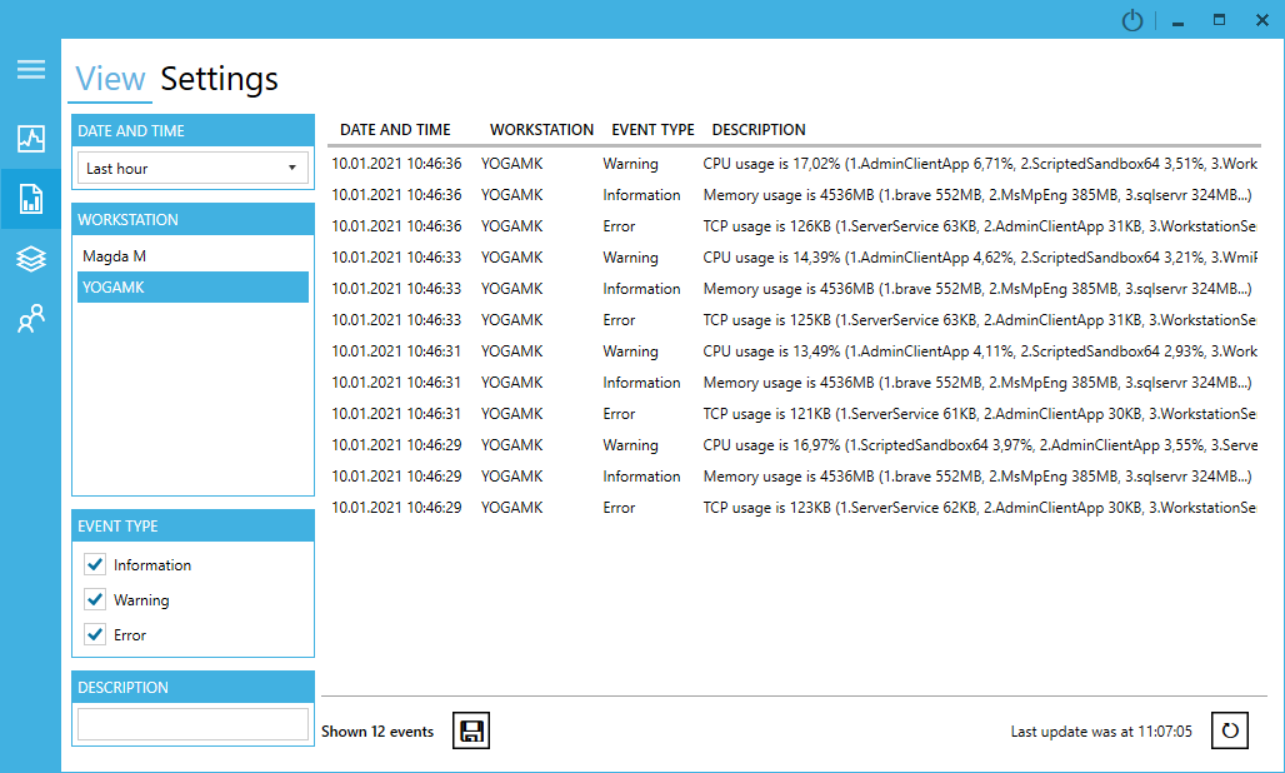 View Settings
DATE AND TIME
Last hour
WORKSTATION
Magda M
YOGAMK
EVENT TYPE
Information
Warning
Error
DESCRIPTION
DATE AND TIME WORKSTATION EVENT TYPE DESCRIPTION
10.01.2021 10:46:36 YOGAMK Warning CPU usage is 17,02% (1.AdminClientApp 6,71%, 2.ScriptedSandbox64 3,51%, 3.Work
10.01.2021 10:46:36 YOGAMK Information Memory usage is 4536MB (1.brave 552MB, 2.MsMpEng 385MB, 3.sqlservr 324MB...)
10.01.2021 10:46:36 YOGAMK Error TCP usage is 126KB (1.ServerService 63KB, 2.AdminClientApp 31KB, 3.WorkstationSe
10.01.2021 10:46:33 YOGAMK Warning CPU usage is 14,39% (1.AdminClientApp 4,62%, 2.ScriptedSandbox64 3,21%, 3.Wmi
10.01.2021 10:46:33 YOGAMK Information Memory usage is 4536MB (1.brave 552MB, 2.MsMpEng 385MB, 3.sqlservr 324MB...)
10.01.2021 10:46:33 YOGAMK Error TCP usage is 125KB (1.ServerService 63KB, 2.AdminClientApp 31KB, 3.WorkstationSe
10.01.2021 10:46:31 YOGAMK Warning CPU usage is 13,49% (1.AdminClientApp 4,11%, 2.ScriptedSandbox64 2,93%, 3.Work
10.01.2021 10:46:31 YOGAMK Information Memory usage is 4536MB (1.brave 552MB, 2.MsMpEng 385MB, 3.sqlservr 324MB...)
10.01.2021 10:46:31 YOGAMK Error TCP usage is 121KB (1.ServerService 61KB, 2.AdminClientApp 30KB, 3.WorkstationSe
10.01.2021 10:46:29 YOGAMK Warning CPU usage is 16,97% (1.ScriptedSandbox64 3,97%, 2.AdminClientApp 3,55%, 3.Serve
10.01.2021 10:46:29 YOGAMK Information Memory usage is 4536MB (1.brave 552MB, 2.MsMpEng 385MB, 3.sqlservr 324MB...)
10.01.2021 10:46:29 YOGAMK Error TCP usage is 123KB (1.ServerService 62KB, 2.AdminClientApp 30KB, 3.WorkstationSe
Shown 12 events
Last update was at 11:07:05